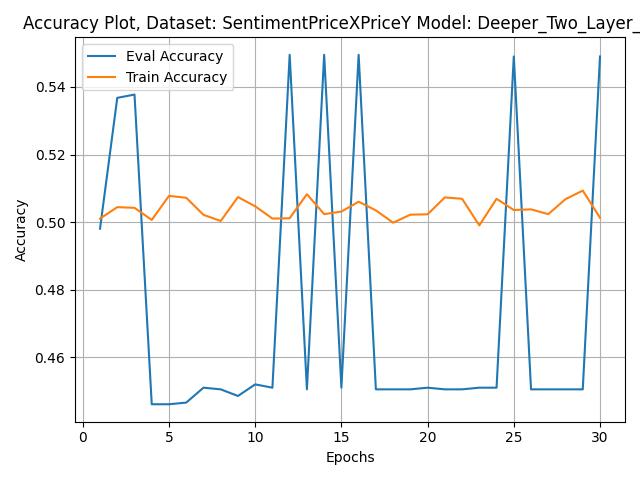 Accuracy Plot, Dataset: SentimentPriceXPriceY Model: Deeper_Two_Layer_
Eval Accuracy
Train Accuracy
Accuracy
0.54
0.52
0.50
0.48
0.46
0 5 10 15 20 25 30
Epochs